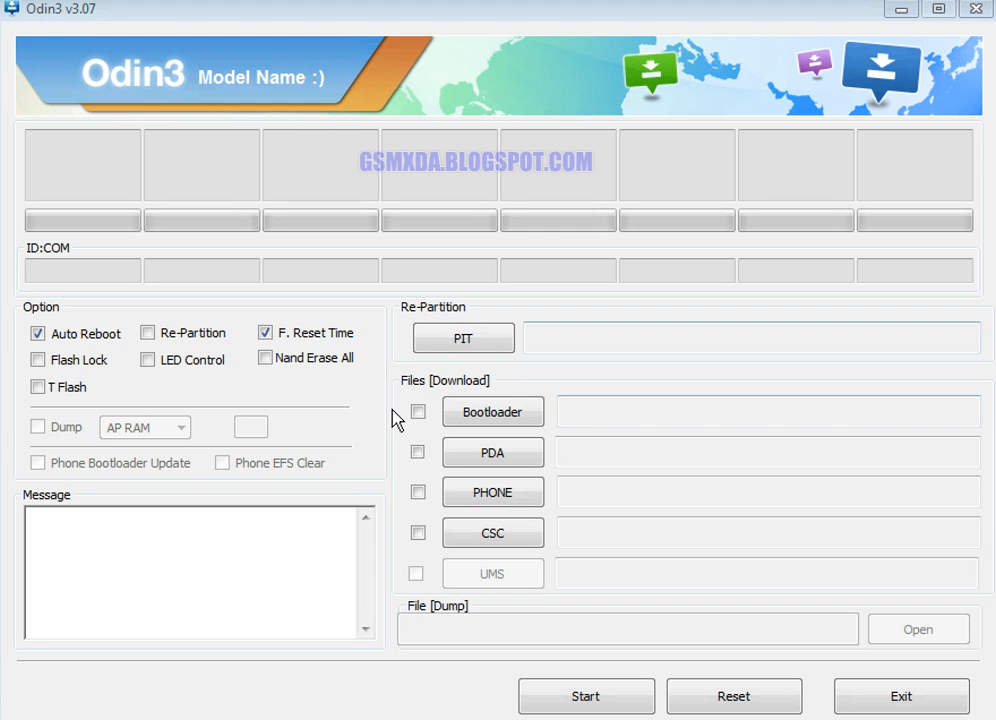 Odin3 v3.07
Odin3 Model Name :)
GSMXDA.BLOGSPOT.COM
ID:COM
Option
Auto Reboot Re-Partition F. Reset Time
Flash Lock LED Control Nand Erase All
T Flash
Dump AP RAM
Phone Bootloader Update Phone EFS Clear
Message
Re-Partition
PIT
Files [Download]
Bootloader
PDA
PHONE
CSC
UMS
File [Dump]
Open
Start Reset Exit